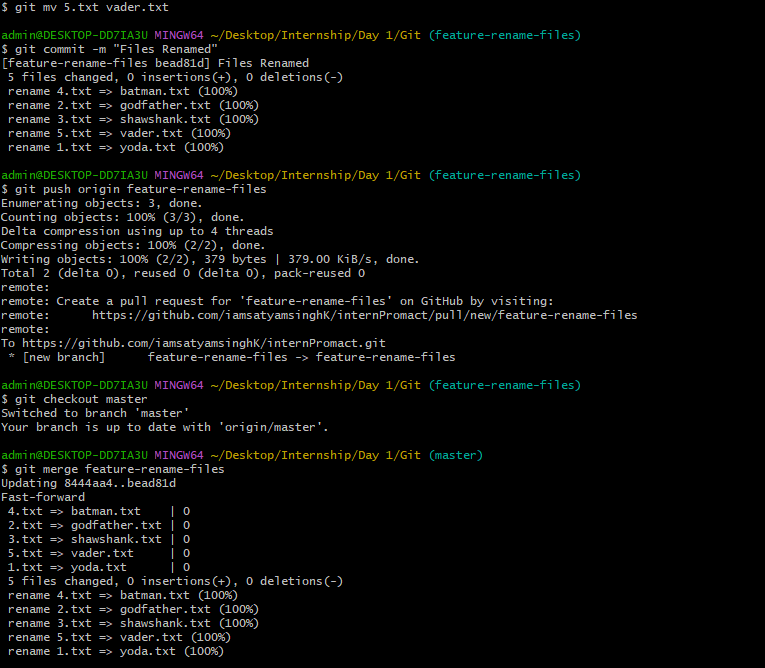 $ git mv 5.txt vader.txt
admin@DESKTOP-DD7IA3U MINGW64 ~/Desktop/Internship/Day 1/Git (feature-rename-files)
$ git commit -m "Files Renamed"
[feature-rename-files bead81d] Files Renamed
 5 files changed, 0 insertions(+), 0 deletions(-)
 rename 4.txt => batman.txt (100%)
 rename 2.txt => godfather.txt (100%)
 rename 3.txt => shawshank.txt (100%)
 rename 5.txt => vader.txt (100%)
 rename 1.txt => yoda.txt (100%)
admin@DESKTOP-DD7IA3U MINGW64 ~/Desktop/Internship/Day 1/Git (feature-rename-files)
$ git push origin feature-rename-files
Enumerating objects: 3, done.
Counting objects: 100% (3/3), done.
Delta compression using up to 4 threads
Compressing objects: 100% (2/2), done.
Writing objects: 100% (2/2), 379 bytes | 379.00 KiB/s, done.
Total 2 (delta 0), reused 0 (delta 0), pack-reused 0
remote:
remote: Create a pull request for 'feature-rename-files' on GitHub by visiting:
remote:      https://github.com/iamsatyamsinghK/internPromact/pull/new/feature-rename-files
remote:
To https://github.com/iamsatyamsinghK/internPromact.git
 * [new branch]      feature-rename-files -> feature-rename-files
admin@DESKTOP-DD7IA3U MINGW64 ~/Desktop/Internship/Day 1/Git (feature-rename-files)
$ git checkout master
Switched to branch 'master'
Your branch is up to date with 'origin/master'.
admin@DESKTOP-DD7IA3U MINGW64 ~/Desktop/Internship/Day 1/Git (master)
$ git merge feature-rename-files
Updating 8444aa4..bead81d
Fast-forward
 4.txt => batman.txt    | 0
 2.txt => godfather.txt | 0
 3.txt => shawshank.txt | 0
 5.txt => vader.txt     | 0
 1.txt => yoda.txt      | 0
 5 files changed, 0 insertions(+), 0 deletions(-)
 rename 4.txt => batman.txt (100%)
 rename 2.txt => godfather.txt (100%)
 rename 3.txt => shawshank.txt (100%)
 rename 5.txt => vader.txt (100%)
 rename 1.txt => yoda.txt (100%)